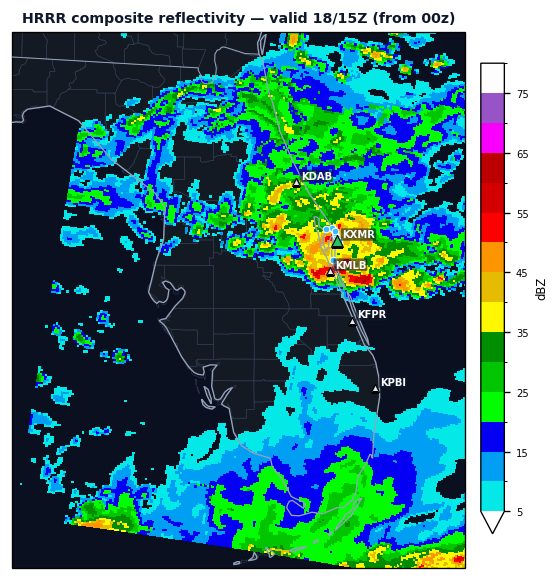 HRRR composite reflectivity — valid 18/15Z (from 00z)
KDAB
KXMR
KMLB
KFPR
KPBI
75
65
55
45
35
25
15
5
dBZ